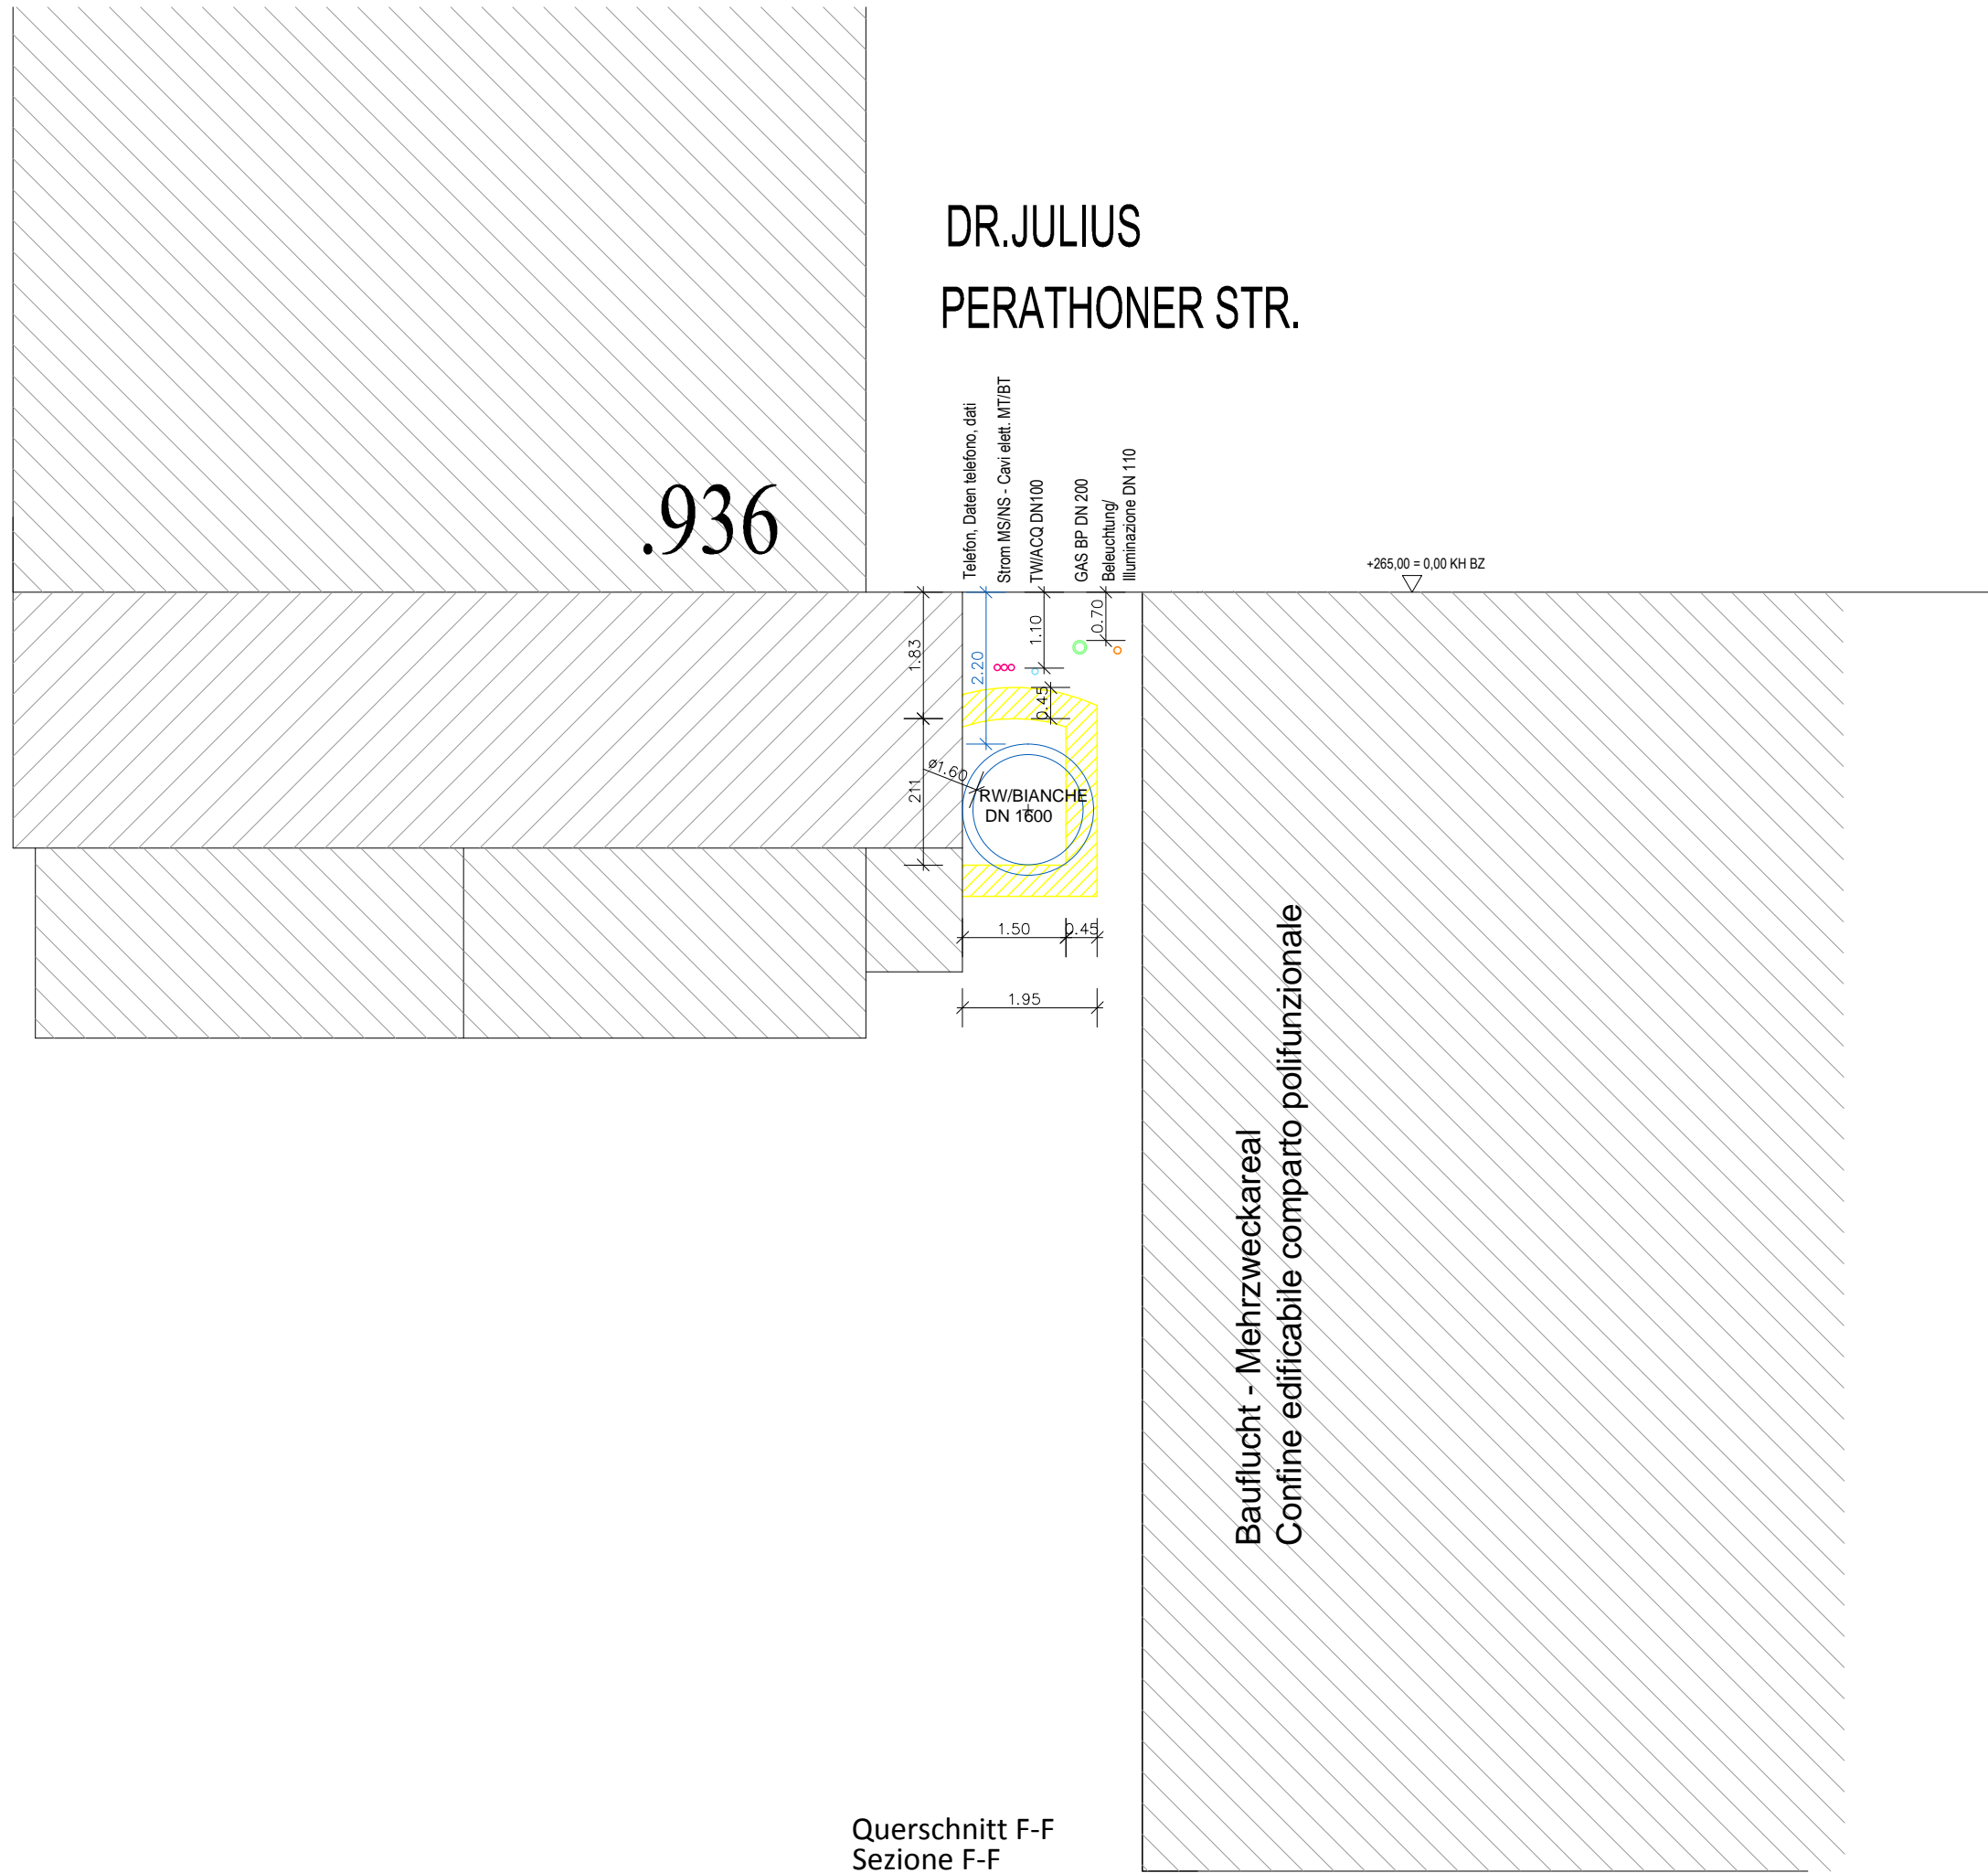 DR.JULIUS
PERATHONER STR.
.936
Telefon, Daten telefono, dati
Strom MS/NS - Cavi elett. MT/BT
TW/ACQ DN100
GAS BP DN 200
Beleuchtung/
Illuminazione DN 110
+265,00 = 0,00 KH BZ
1.83
2.20
1.10
0.70
0.45
211
ø1.60
RW/BIANCHE
DN 1600
1.50
0.45
1.95
Bauflucht - Mehrzweckareal
Confine edificabile comparto polifunzionale
Querschnitt F-F
Sezione F-F